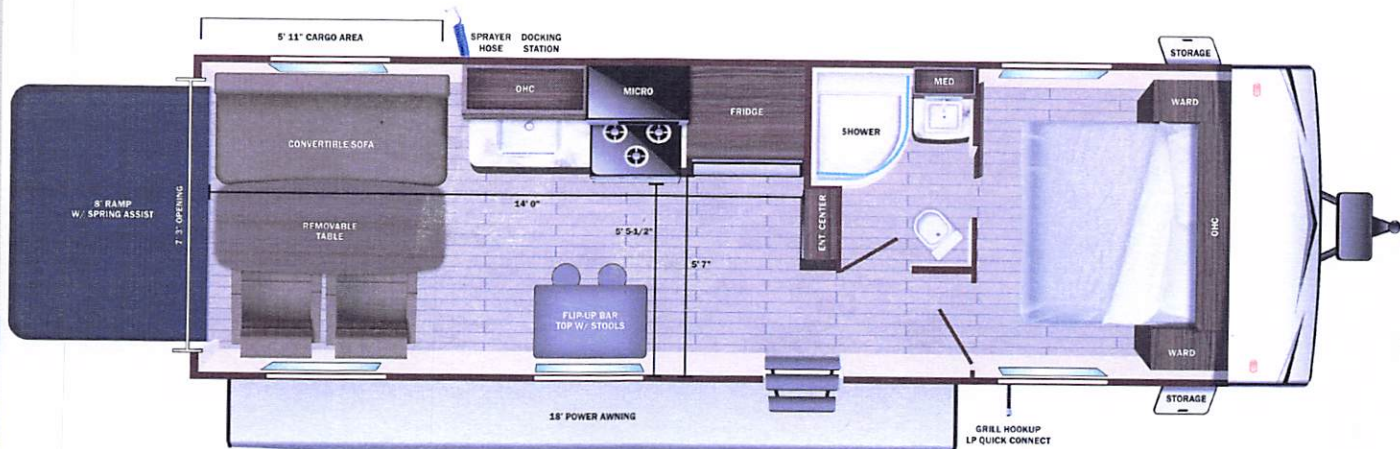 5' 11" CARGO AREA
SPRAYER
HOSE
DOCKING
STATION
STORAGE
OHC
MICRO
FRIDGE
SHOWER
MED
WARD
CONVERTIBLE SOFA
8' RAMP
W/ SPRING ASSIST
7' 3" OPENING
14' 0"
REMOVABLE
TABLE
5' 5-1/2"
5' 7"
ENT. CENTER
OHC
FLIP-UP BAR
TOP W/ STOOLS
WARD
STORAGE
18' POWER AWNING
GRILL HOOKUP
LP QUICK CONNECT